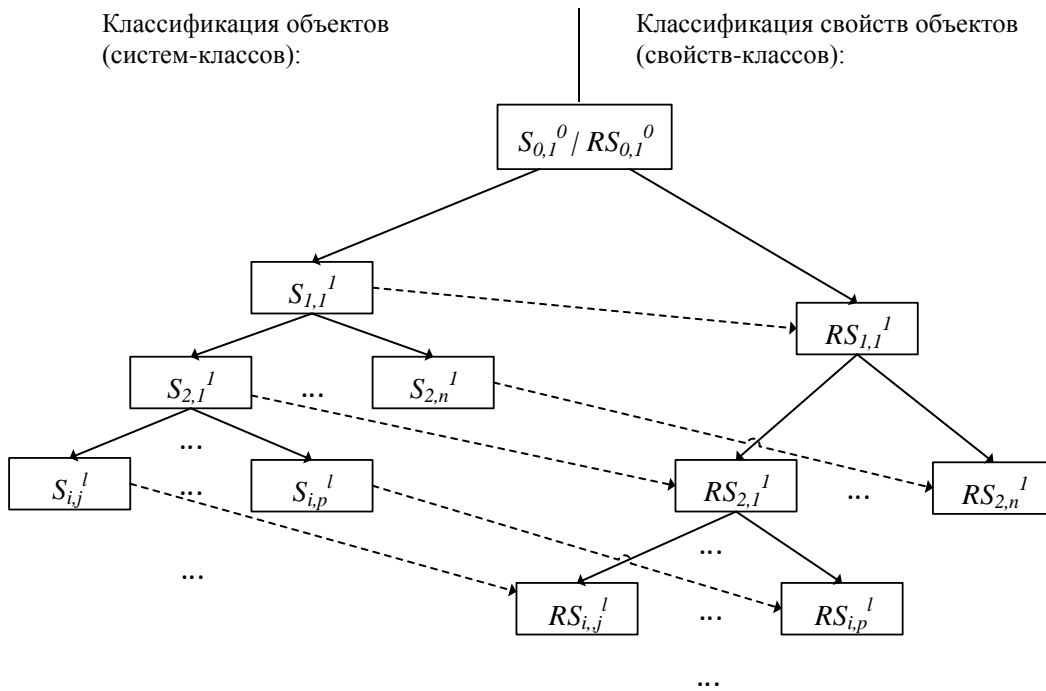 Классификация объектов
(систем-классов):
Классификация свойств объектов
(свойств-классов):
S₀,₁⁰ / RS₀,₁⁰
S₁,₁¹
RS₁,₁¹
S₂,₁¹
...
S₂,ₙ¹
...
Sᵢ,ⱼˡ
...
Sᵢ,ₚˡ
RS₂,₁¹
...
RS₂,ₙ¹
...
...
RSᵢ,,ⱼˡ
...
RSᵢ,ₚˡ
...